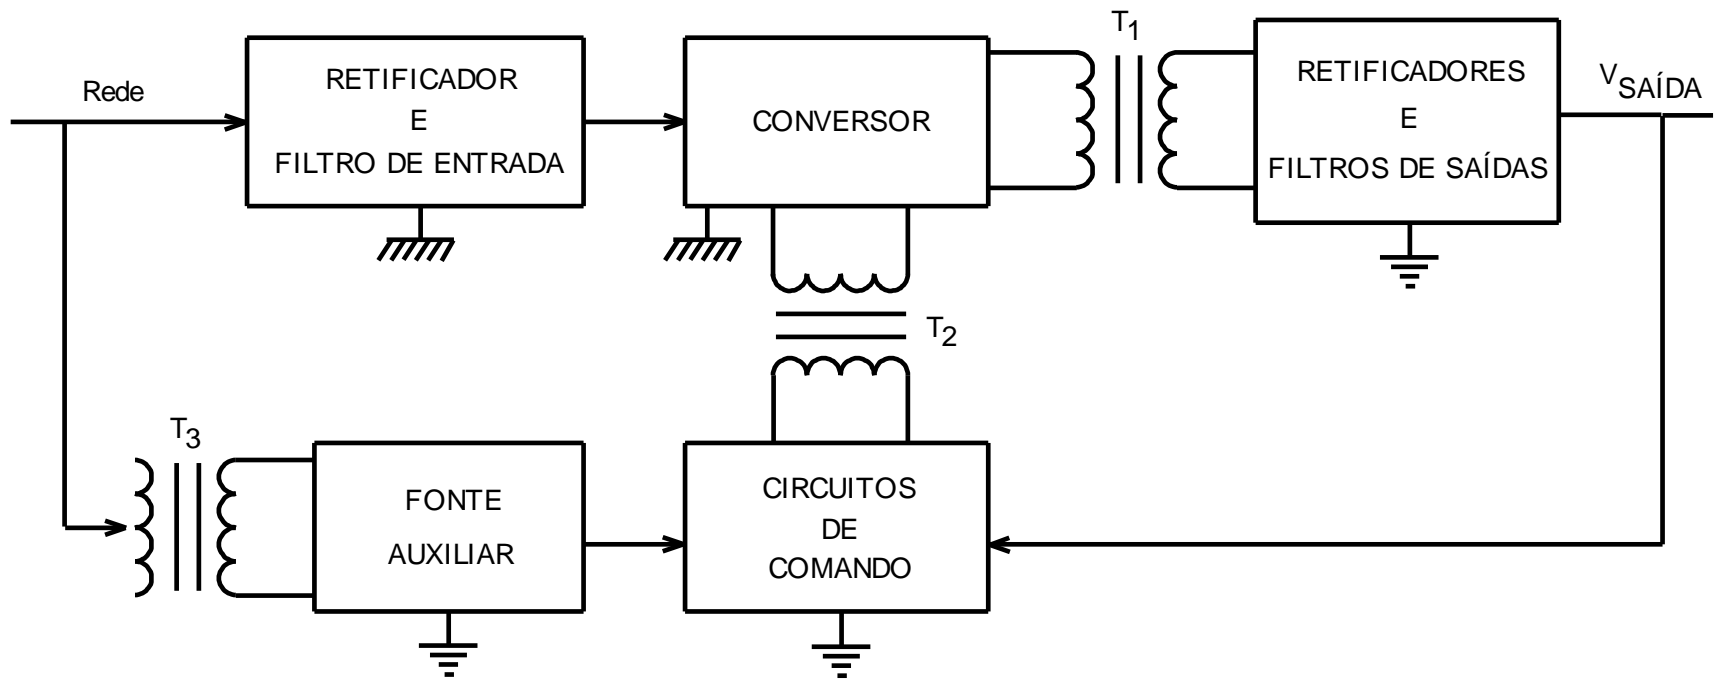 Rede
RETIFICADOR
E
FILTRO DE ENTRADA
CONVERSOR
T1
RETIFICADORES
E
FILTROS DE SAÍDAS
VSAÍDA
T2
T3
FONTE
AUXILIAR
CIRCUITOS
DE
COMANDO